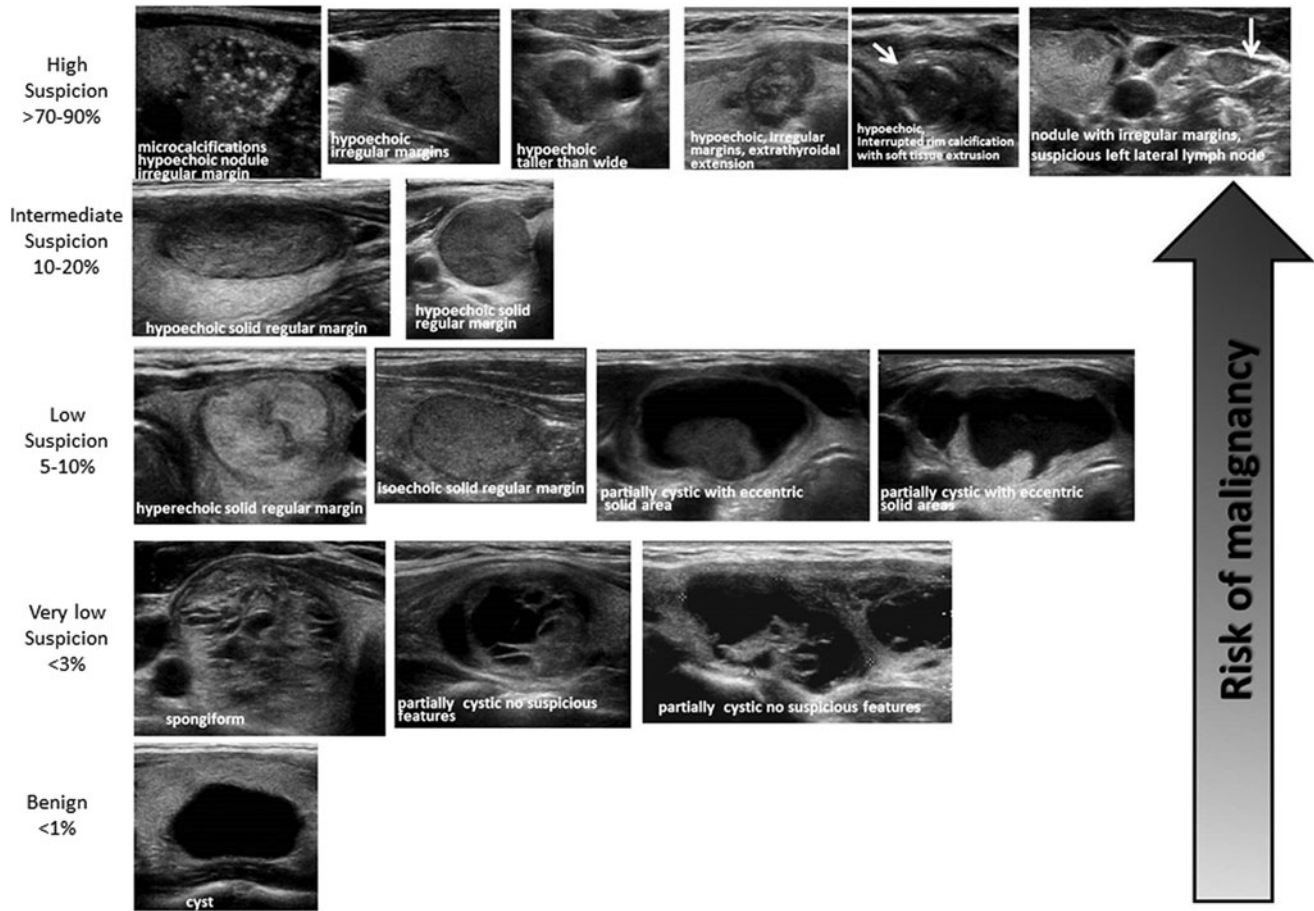 High
Suspicion
>70-90%
microcalcifications
hypoechoic nodule
irregular margin
hypoechoic
irregular margins
hypoechoic
taller than wide
hypoechoic, irregular
margins, extrathyroidal
extension
hypoechoic,
Interrupted rim calcification
with soft tissue extrusion
nodule with irregular margins,
suspicious left lateral lymph node
Intermediate
Suspicion
10-20%
hypoechoic solid regular margin
hypoechoic solid
regular margin
Low
Suspicion
5-10%
hyperechoic solid regular margin
isoechoic solid regular margin
partially cystic with eccentric
solid area
partially cystic with eccentric
solid areas
Very low
Suspicion
<3%
spongiform
partially cystic no suspicious
features
partially cystic no suspicious features
Benign
<1%
cyst
Risk of malignancy